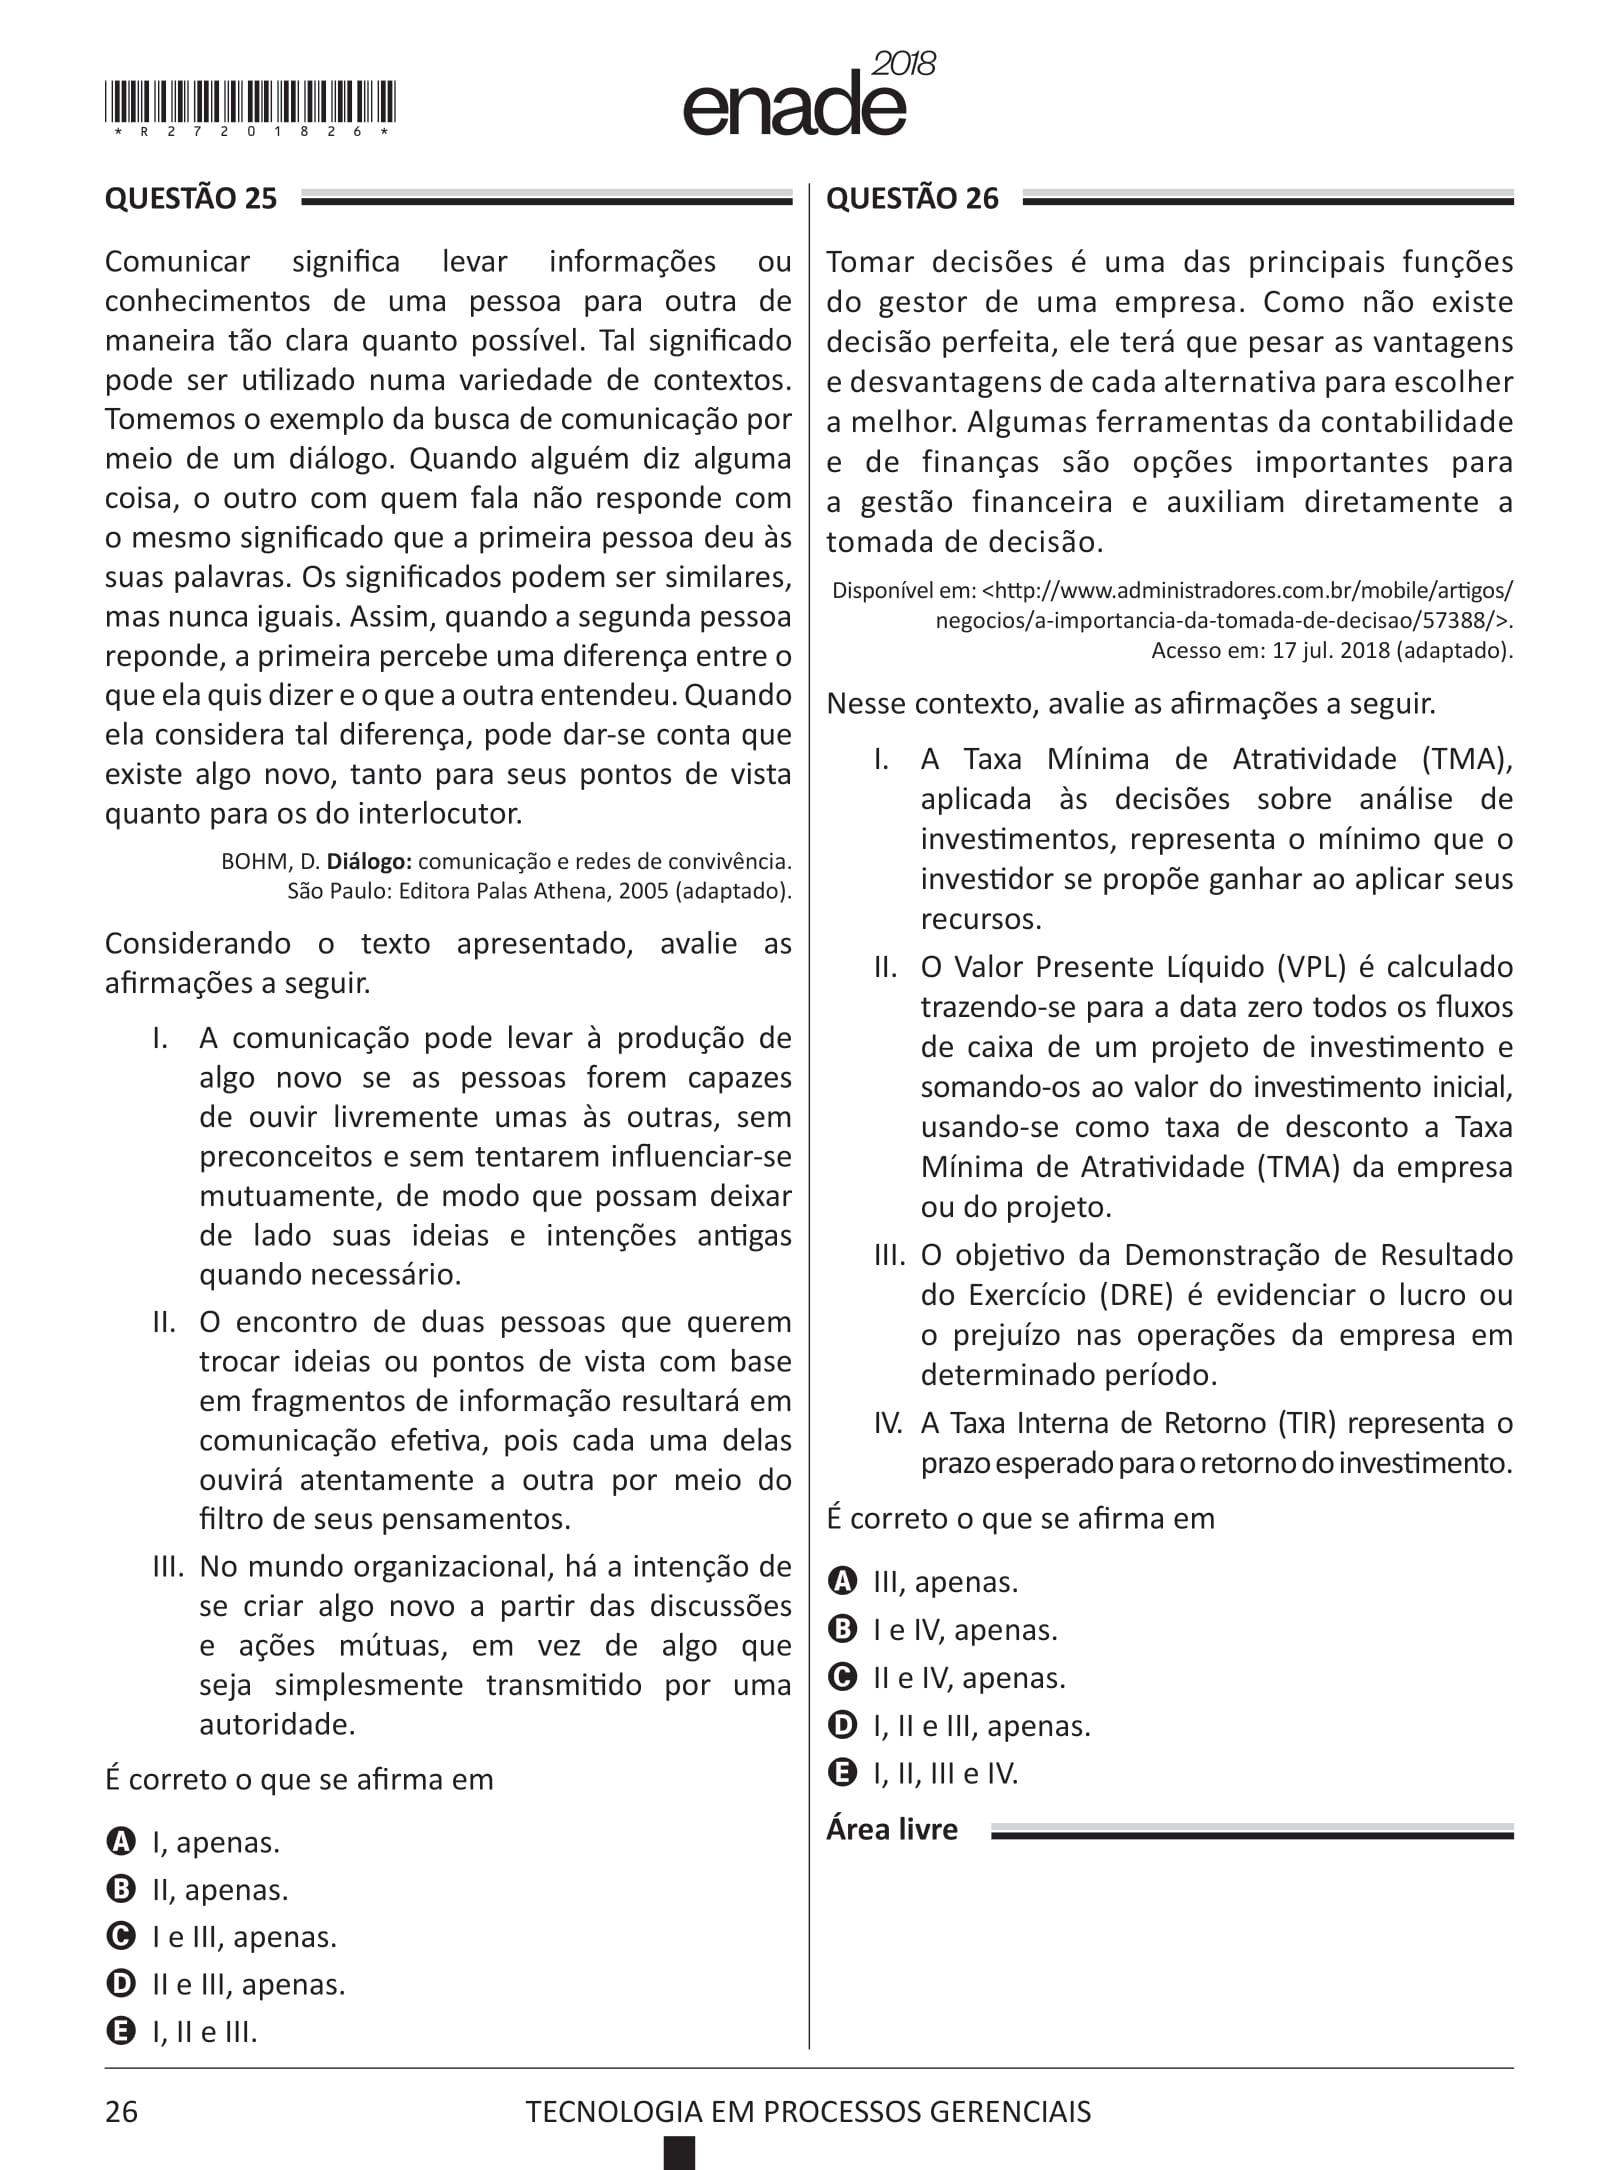 *R27201826*
enade 2018
QUESTÃO 25
Comunicar significa levar informações ou
conhecimentos de uma pessoa para outra de
maneira tão clara quanto possível. Tal significado
pode ser utilizado numa variedade de contextos.
Tomemos o exemplo da busca de comunicação por
meio de um diálogo. Quando alguém diz alguma
coisa, o outro com quem fala não responde com
o mesmo significado que a primeira pessoa deu às
suas palavras. Os significados podem ser similares,
mas nunca iguais. Assim, quando a segunda pessoa
reponde, a primeira percebe uma diferença entre o
que ela quis dizer e o que a outra entendeu. Quando
ela considera tal diferença, pode dar-se conta que
existe algo novo, tanto para seus pontos de vista
quanto para os do interlocutor.
BOHM, D. Diálogo: comunicação e redes de convivência.
São Paulo: Editora Palas Athena, 2005 (adaptado).
Considerando o texto apresentado, avalie as
afirmações a seguir.
I. A comunicação pode levar à produção de
algo novo se as pessoas forem capazes
de ouvir livremente umas às outras, sem
preconceitos e sem tentarem influenciar-se
mutuamente, de modo que possam deixar
de lado suas ideias e intenções antigas
quando necessário.
II. O encontro de duas pessoas que querem
trocar ideias ou pontos de vista com base
em fragmentos de informação resultará em
comunicação efetiva, pois cada uma delas
ouvirá atentamente a outra por meio do
filtro de seus pensamentos.
III. No mundo organizacional, há a intenção de
se criar algo novo a partir das discussões
e ações mútuas, em vez de algo que
seja simplesmente transmitido por uma
autoridade.
É correto o que se afirma em
A I, apenas.
B II, apenas.
C I e III, apenas.
D II e III, apenas.
E I, II e III.
QUESTÃO 26
Tomar decisões é uma das principais funções
do gestor de uma empresa. Como não existe
decisão perfeita, ele terá que pesar as vantagens
e desvantagens de cada alternativa para escolher
a melhor. Algumas ferramentas da contabilidade
e de finanças são opções importantes para
a gestão financeira e auxiliam diretamente a
tomada de decisão.
Disponível em: <http://www.administradores.com.br/mobile/artigos/
negocios/a-importancia-da-tomada-de-decisao/57388/>.
Acesso em: 17 jul. 2018 (adaptado).
Nesse contexto, avalie as afirmações a seguir.
I. A Taxa Mínima de Atratividade (TMA),
aplicada às decisões sobre análise de
investimentos, representa o mínimo que o
investidor se propõe ganhar ao aplicar seus
recursos.
II. O Valor Presente Líquido (VPL) é calculado
trazendo-se para a data zero todos os fluxos
de caixa de um projeto de investimento e
somando-os ao valor do investimento inicial,
usando-se como taxa de desconto a Taxa
Mínima de Atratividade (TMA) da empresa
ou do projeto.
III. O objetivo da Demonstração de Resultado
do Exercício (DRE) é evidenciar o lucro ou
o prejuízo nas operações da empresa em
determinado período.
IV. A Taxa Interna de Retorno (TIR) representa o
prazo esperado para o retorno do investimento.
É correto o que se afirma em
A III, apenas.
B I e IV, apenas.
C II e IV, apenas.
D I, II e III, apenas.
E I, II, III e IV.
Área livre
26
TECNOLOGIA EM PROCESSOS GERENCIAIS